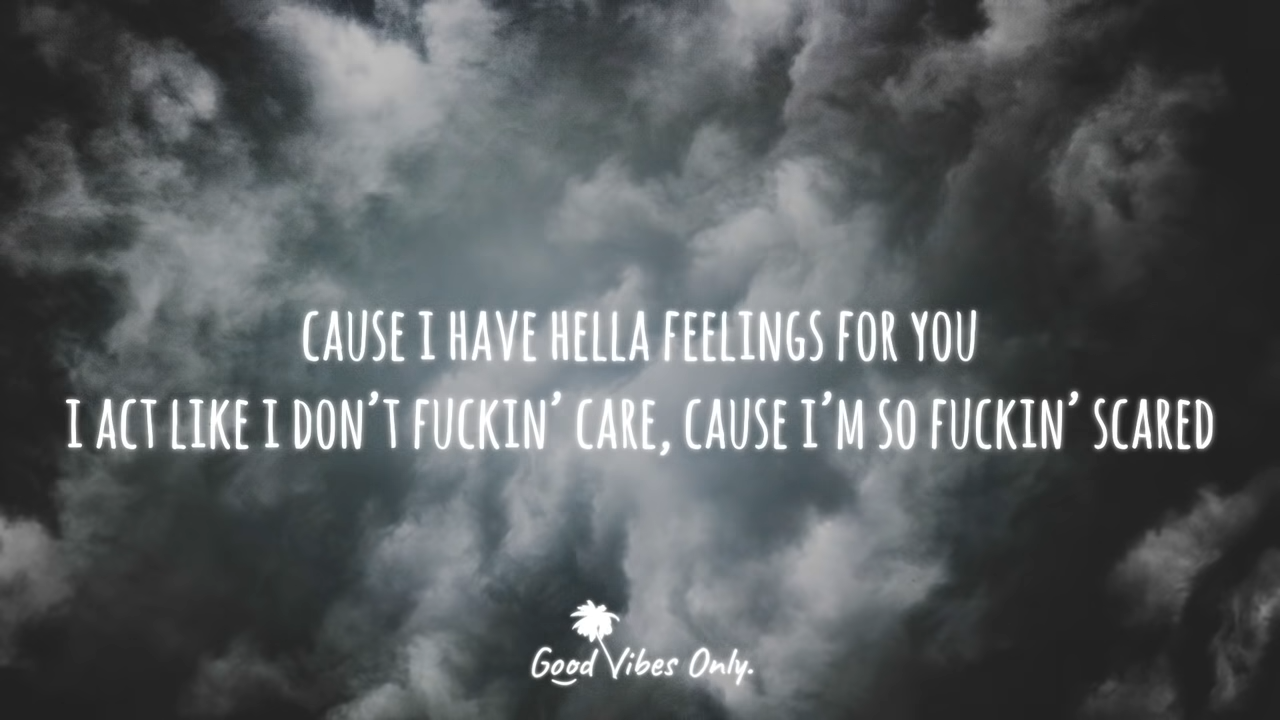 CAUSE I HAVE HELLA FEELINGS FOR YOU
I ACT LIKE I DON’T FUCKIN’ CARE, CAUSE I’M SO FUCKIN’ SCARED
Good Vibes Only.